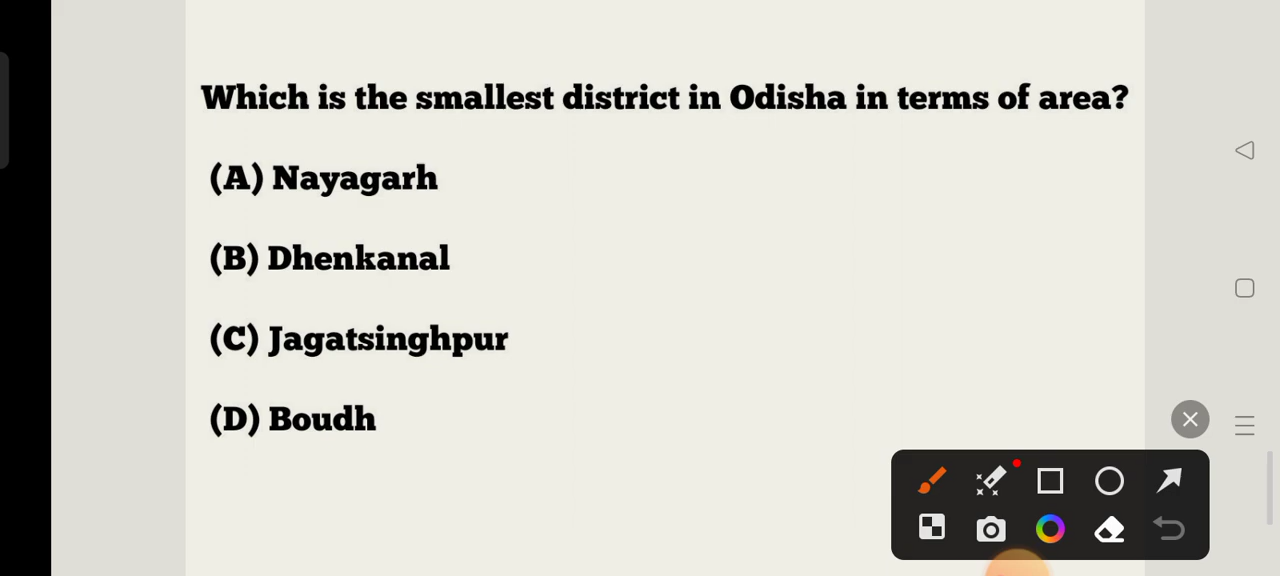 Which is the smallest district in Odisha in terms of area?
(A) Nayagarh
(B) Dhenkanal
(C) Jagatsinghpur
(D) Boudh